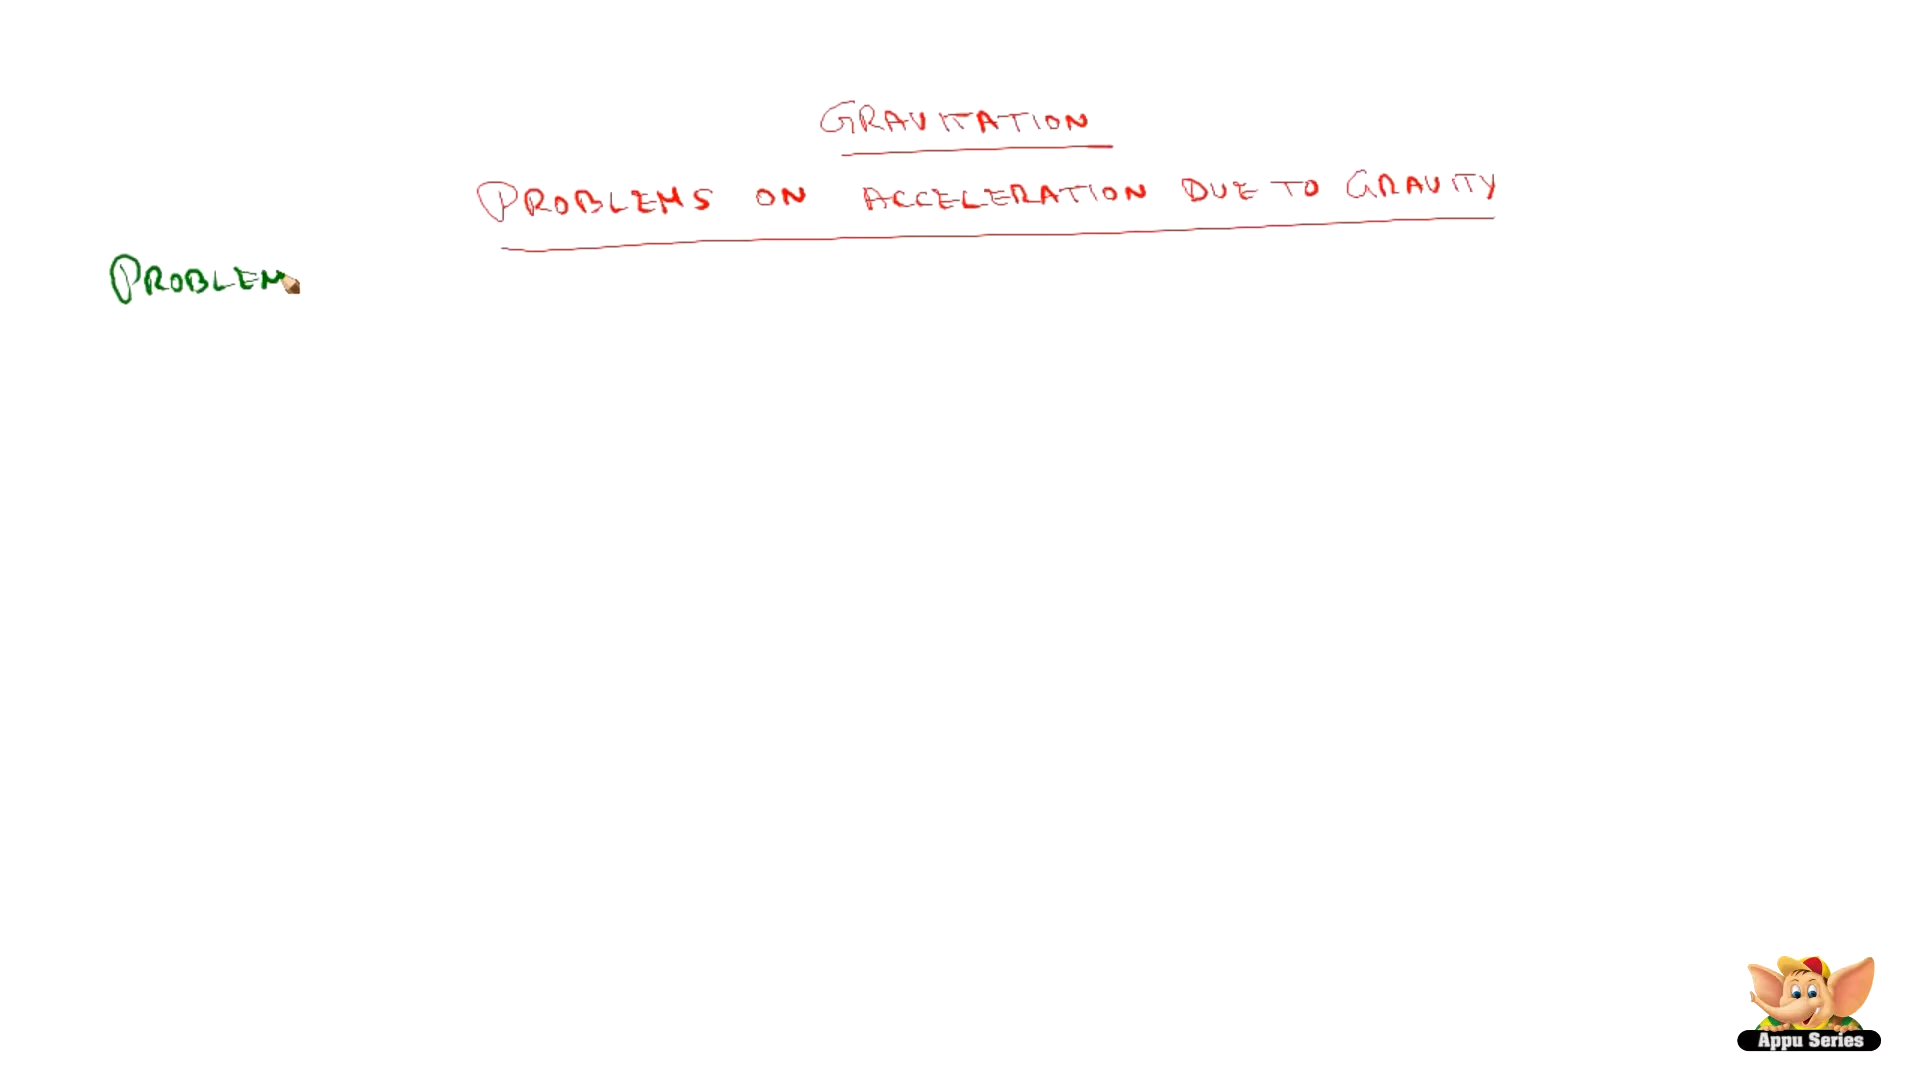 GRAVITATION
PROBLEMS ON ACCELERATION DUE TO GRAVITY
PROBLEM
Appu Series